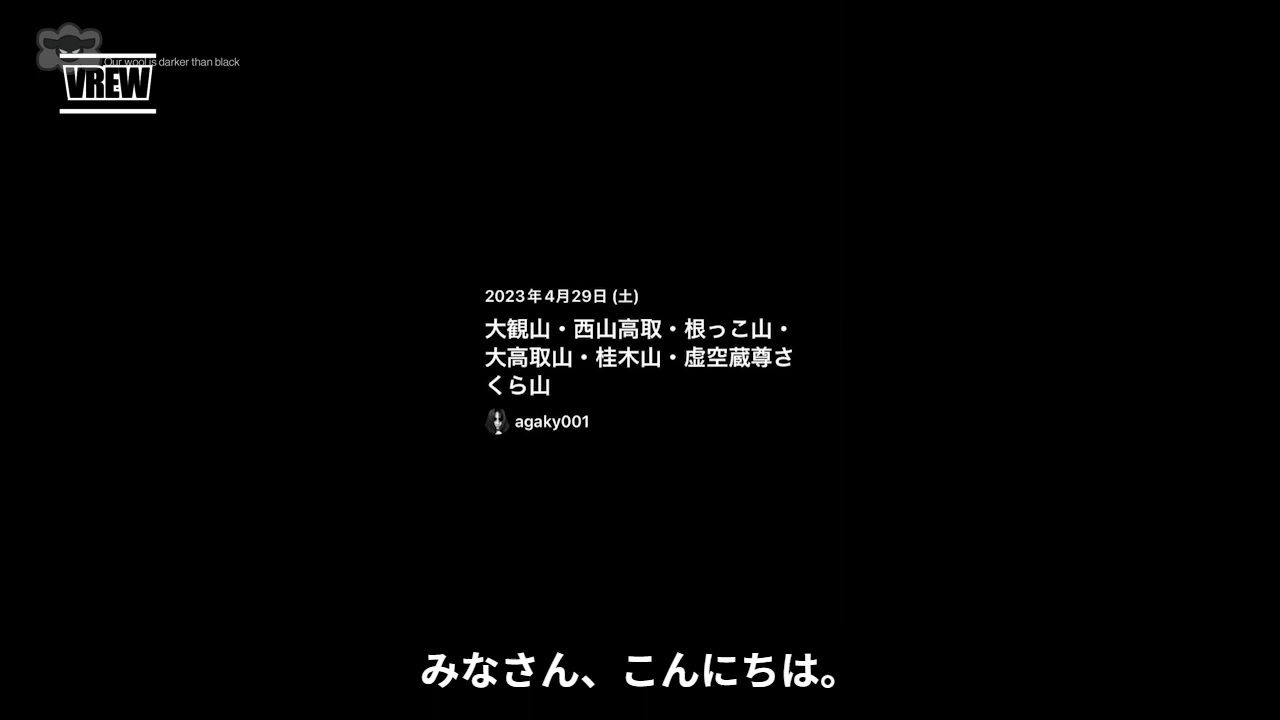 Our wool is darker than black
VREW
2023年4月29日 (土)
大観山・西山高取・根っこ山・
大高取山・桂木山・虚空蔵尊さ
くら山
agaky001
みなさん、こんにちは。